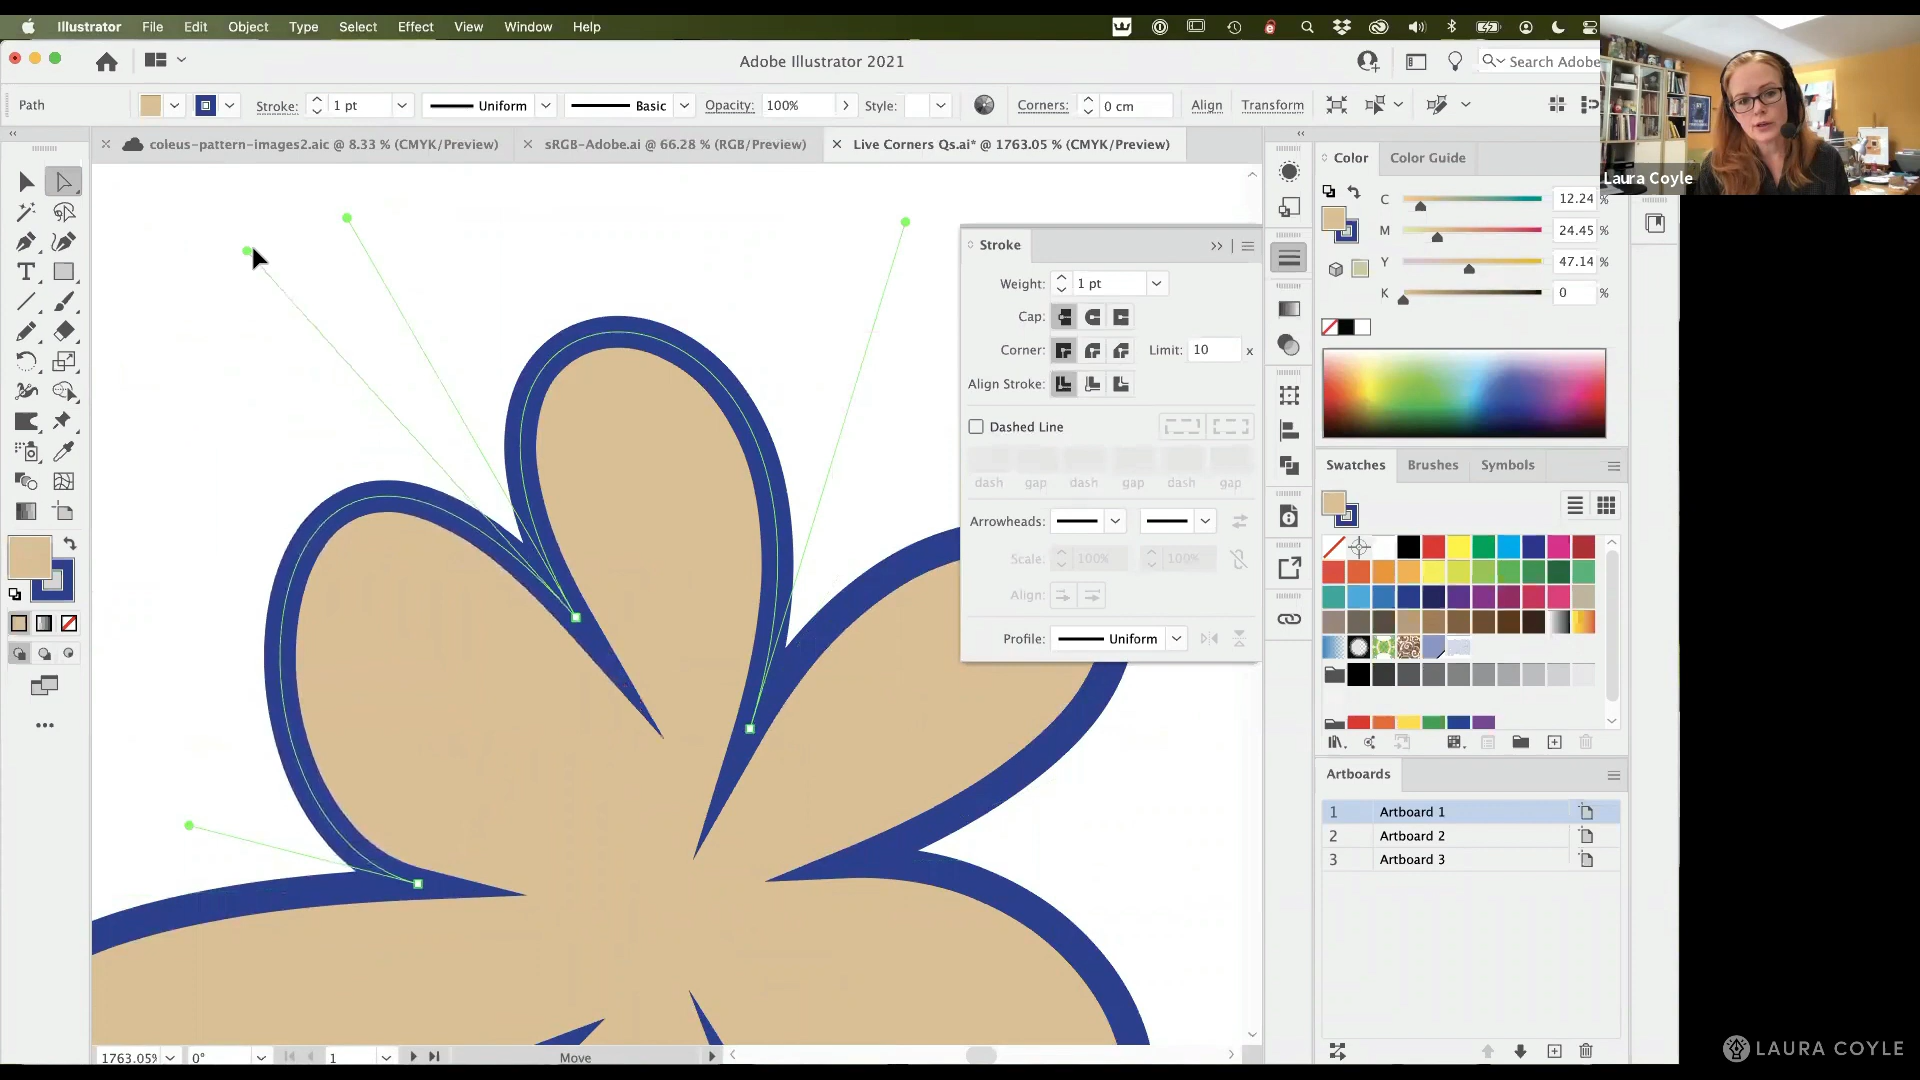 Illustrator File Edit Object Type Select Effect View Window Help
Adobe Illustrator 2021
Search Adobe
Path Stroke: 1 pt Uniform Basic Opacity: 100% Style: Corners: 0 cm Align Transform
coleus-pattern-images2.aic @ 8.33 % (CMYK/Preview) sRGB-Adobe.ai @ 66.28 % (RGB/Preview) Live Corners Qs.ai* @ 1763.05 % (CMYK/Preview)
Laura Coyle
Stroke
Weight: 1 pt
Cap:
Corner: Limit: 10 x
Align Stroke:
Dashed Line
dash gap dash gap dash gap
Arrowheads:
Scale: 100% 100%
Align:
Profile: Uniform
Color Color Guide
C 12.24 %
M 24.45 %
Y 47.14 %
K 0 %
Swatches Brushes Symbols
Artboards
1 Artboard 1
2 Artboard 2
3 Artboard 3
1763.05% 0° 1 Move
LAURA COYLE